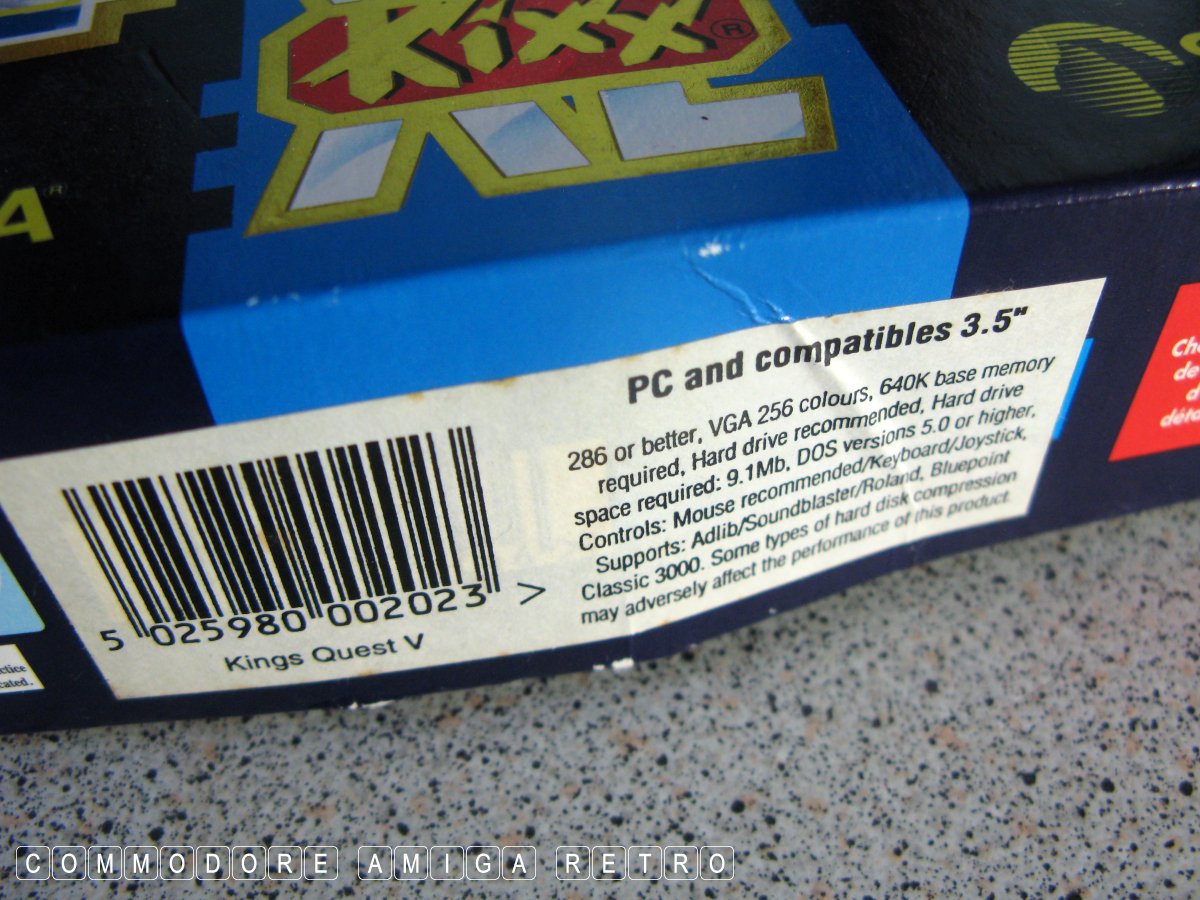 Kixx®
XL
A®
S
PC and compatibles 3.5"
286 or better, VGA 256 colours, 640K base memory
required, Hard drive recommended, Hard drive
space required: 9.1Mb, DOS versions 5.0 or higher,
Controls: Mouse recommended/Keyboard/Joystick,
Supports: Adlib/Soundblaster/Roland, Bluepoint
Classic 3000. Some types of hard disk compression
may adversely affect the performance of this product.
5 025980 002023 >
Kings Quest V
COMMODORE AMIGA RETRO